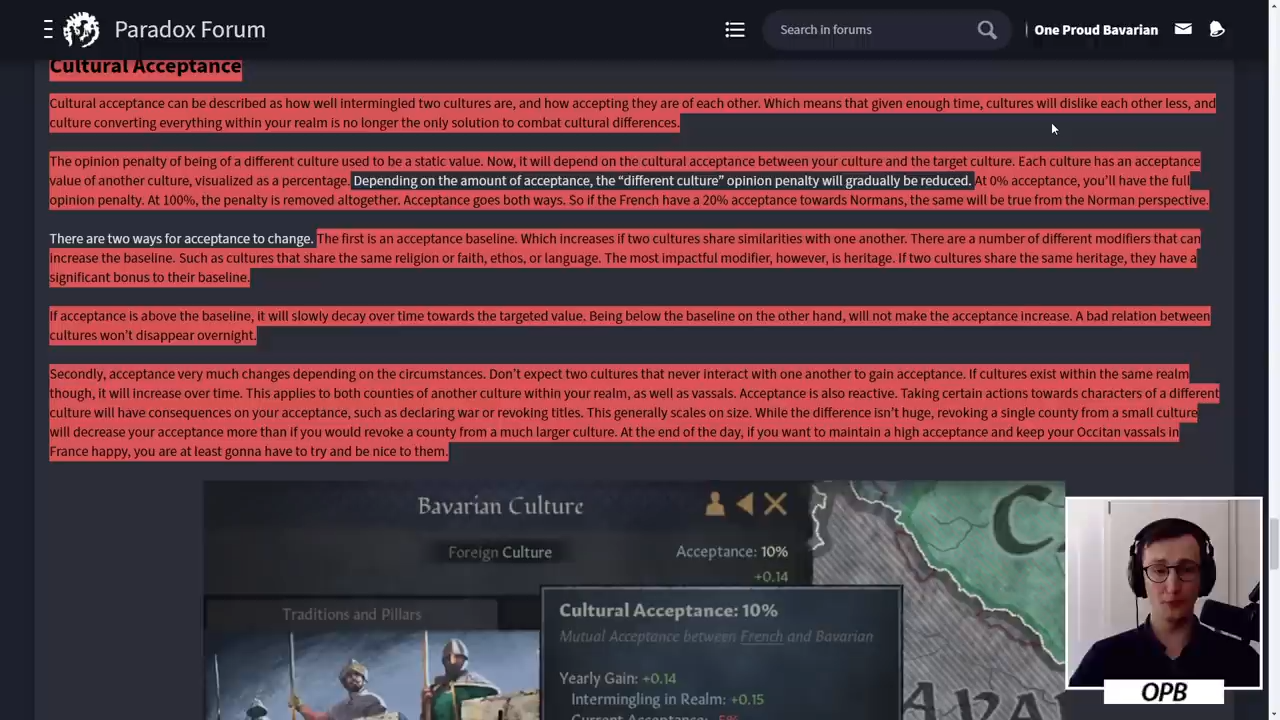 Paradox Forum
Search in forums
One Proud Bavarian
Cultural Acceptance
Cultural acceptance can be described as how well intermingled two cultures are, and how accepting they are of each other. Which means that given enough time, cultures will dislike each other less, and
culture converting everything within your realm is no longer the only solution to combat cultural differences.
The opinion penalty of being of a different culture used to be a static value. Now, it will depend on the cultural acceptance between your culture and the target culture. Each culture has an acceptance
value of another culture, visualized as a percentage. Depending on the amount of acceptance, the “different culture” opinion penalty will gradually be reduced. At 0% acceptance, you’ll have the full
opinion penalty. At 100%, the penalty is removed altogether. Acceptance goes both ways. So if the French have a 20% acceptance towards Normans, the same will be true from the Norman perspective.
There are two ways for acceptance to change. The first is an acceptance baseline. Which increases if two cultures share similarities with one another. There are a number of different modifiers that can
increase the baseline. Such as cultures that share the same religion or faith, ethos, or language. The most impactful modifier, however, is heritage. If two cultures share the same heritage, they have a
significant bonus to their baseline.
If acceptance is above the baseline, it will slowly decay over time towards the targeted value. Being below the baseline on the other hand, will not make the acceptance increase. A bad relation between
cultures won’t disappear overnight.
Secondly, acceptance very much changes depending on the circumstances. Don’t expect two cultures that never interact with one another to gain acceptance. If cultures exist within the same realm
though, it will increase over time. This applies to both counties of another culture within your realm, as well as vassals. Acceptance is also reactive. Taking certain actions towards characters of a different
culture will have consequences on your acceptance, such as declaring war or revoking titles. This generally scales on size. While the difference isn’t huge, revoking a single county from a small culture
will decrease your acceptance more than if you would revoke a county from a much larger culture. At the end of the day, if you want to maintain a high acceptance and keep your Occitan vassals in
France happy, you are at least gonna have to try and be nice to them.
Bavarian Culture
Foreign Culture
Acceptance: 10%
+0.14
Traditions and Pillars
Cultural Acceptance: 10%
Mutual Acceptance between French and Bavarian
Yearly Gain: +0.14
Intermingling in Realm: +0.15
Current Acceptance: -5%
OPB